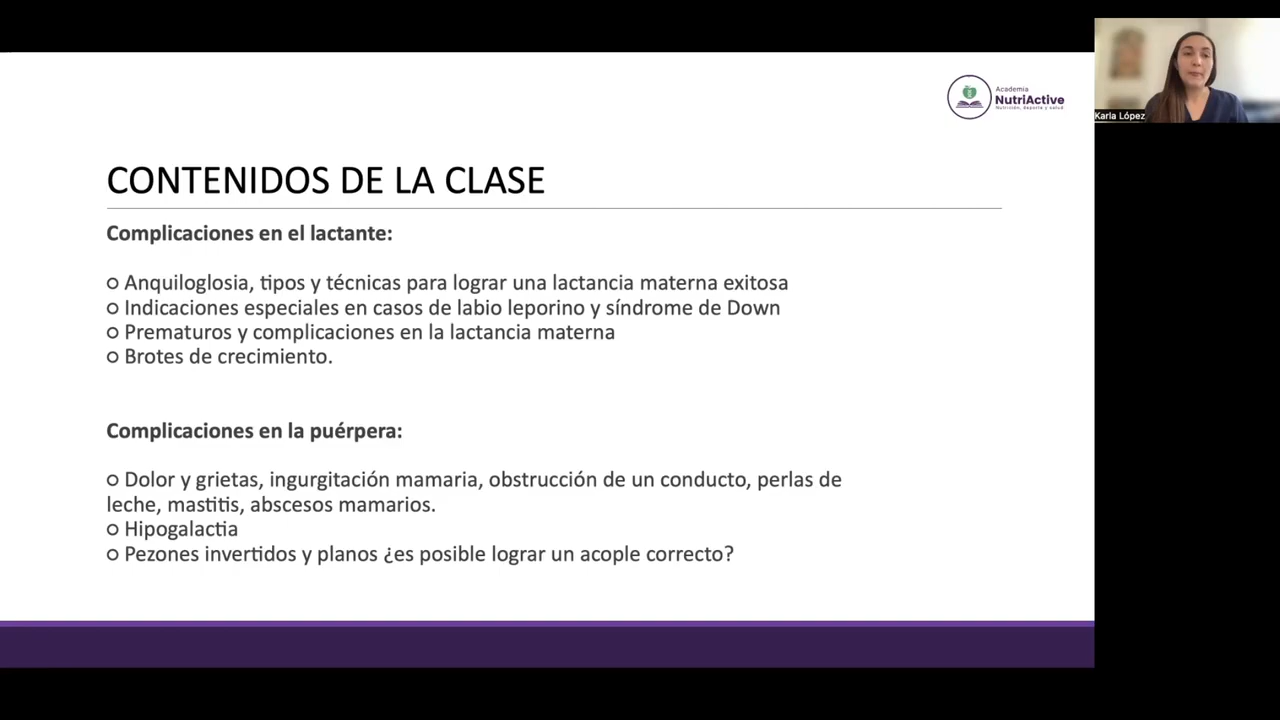 Academia
NutriActive
Nutrición, deporte y salud
Karla López
CONTENIDOS DE LA CLASE
Complicaciones en el lactante:
○ Anquiloglosia, tipos y técnicas para lograr una lactancia materna exitosa
○ Indicaciones especiales en casos de labio leporino y síndrome de Down
○ Prematuros y complicaciones en la lactancia materna
○ Brotes de crecimiento.
Complicaciones en la puérpera:
○ Dolor y grietas, ingurgitación mamaria, obstrucción de un conducto, perlas de
leche, mastitis, abscesos mamarios.
○ Hipogalactia
○ Pezones invertidos y planos ¿es posible lograr un acople correcto?